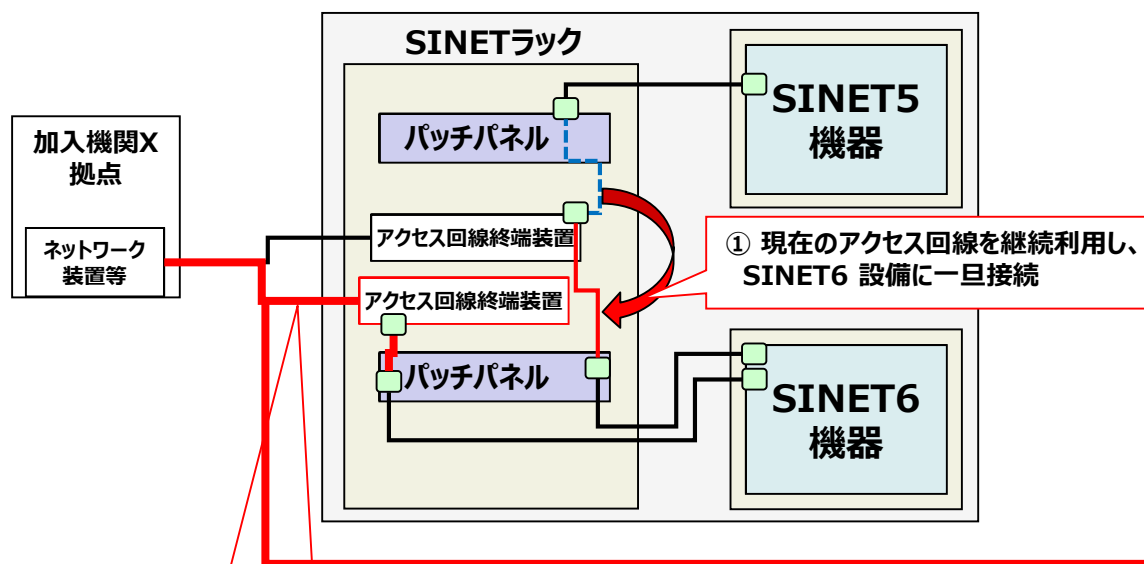 SINETラック
パッチパネル
SINET5
機器
加入機関X
拠点
ネットワーク
装置等
アクセス回線終端装置
① 現在のアクセス回線を継続利用し、
SINET6 設備に一旦接続
アクセス回線終端装置
パッチパネル
SINET6
機器